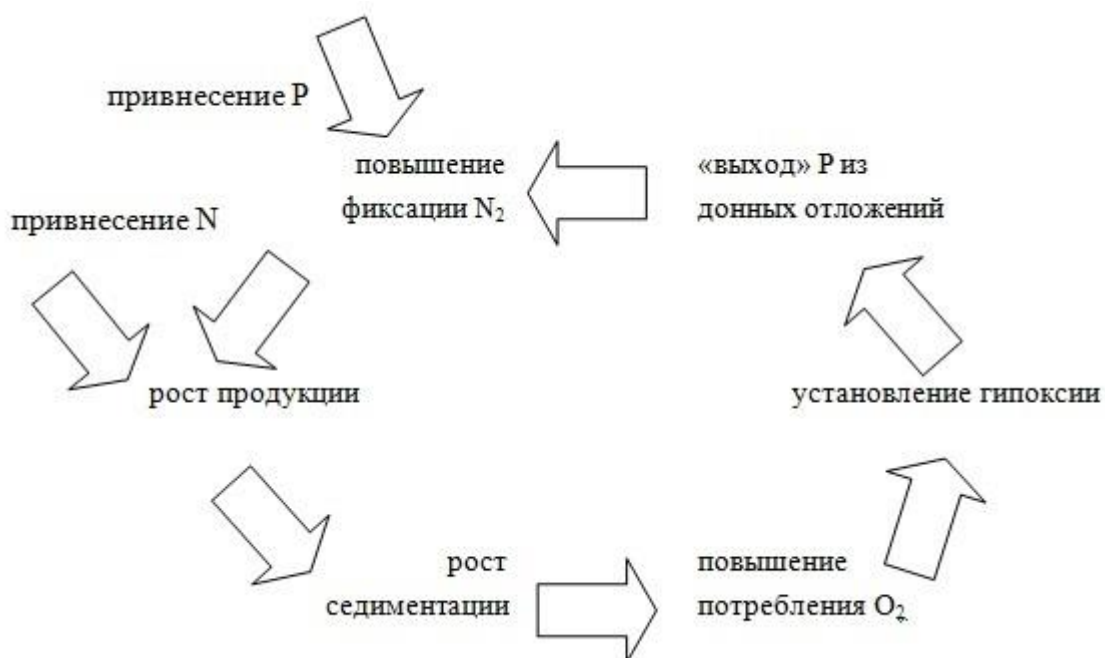 привнесение P
повышение
фиксации N₂
«выход» P из
донных отложений
привнесение N
рост продукции
установление гипоксии
рост
седиментации
повышение
потребления O₂